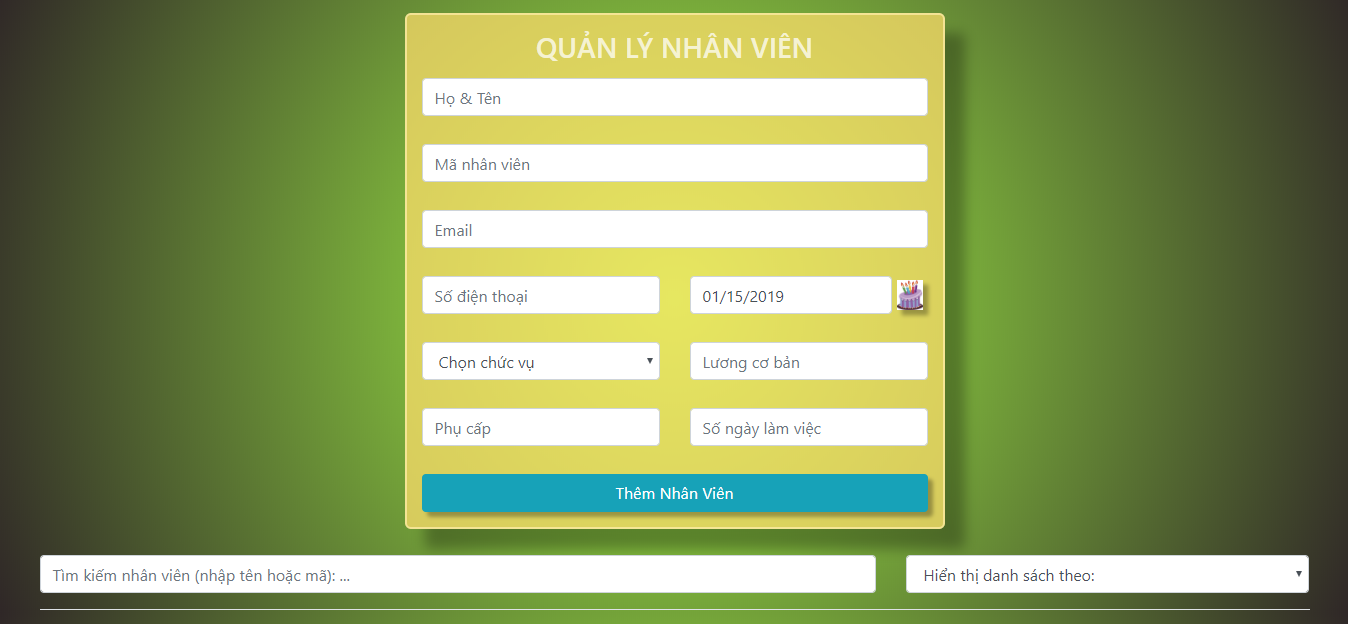 QUẢN LÝ NHÂN VIÊN
Họ & Tên
Mã nhân viên
Email
Số điện thoại
01/15/2019
Chọn chức vụ
Lương cơ bản
Phụ cấp
Số ngày làm việc
Thêm Nhân Viên
Tìm kiếm nhân viên (nhập tên hoặc mã): ...
Hiển thị danh sách theo: